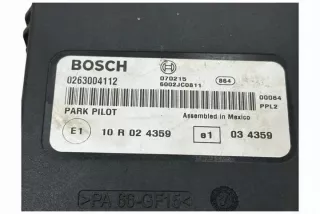 BOSCH
070215 864
0263004112 6002JC0811
00064
PPL2
PARK PILOT Assembled in Mexico
E1 10 R 02 4359 e1 03 4359
>PA 66-GF15<